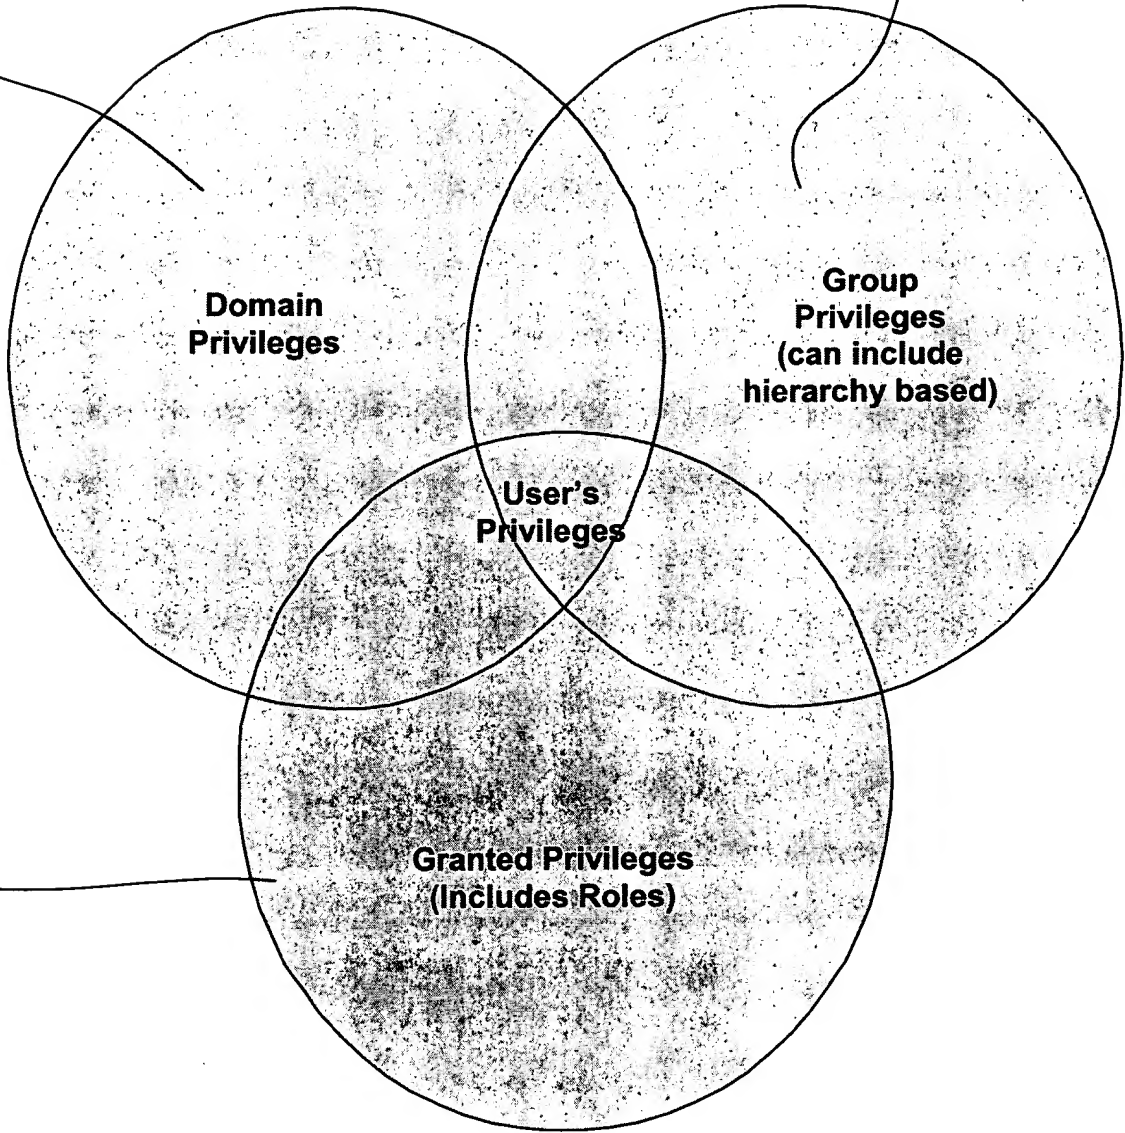 Domain
Privileges
Group
Privileges
(can include
hierarchy based)
User's
Privileges
Granted Privileges
(Includes Roles)